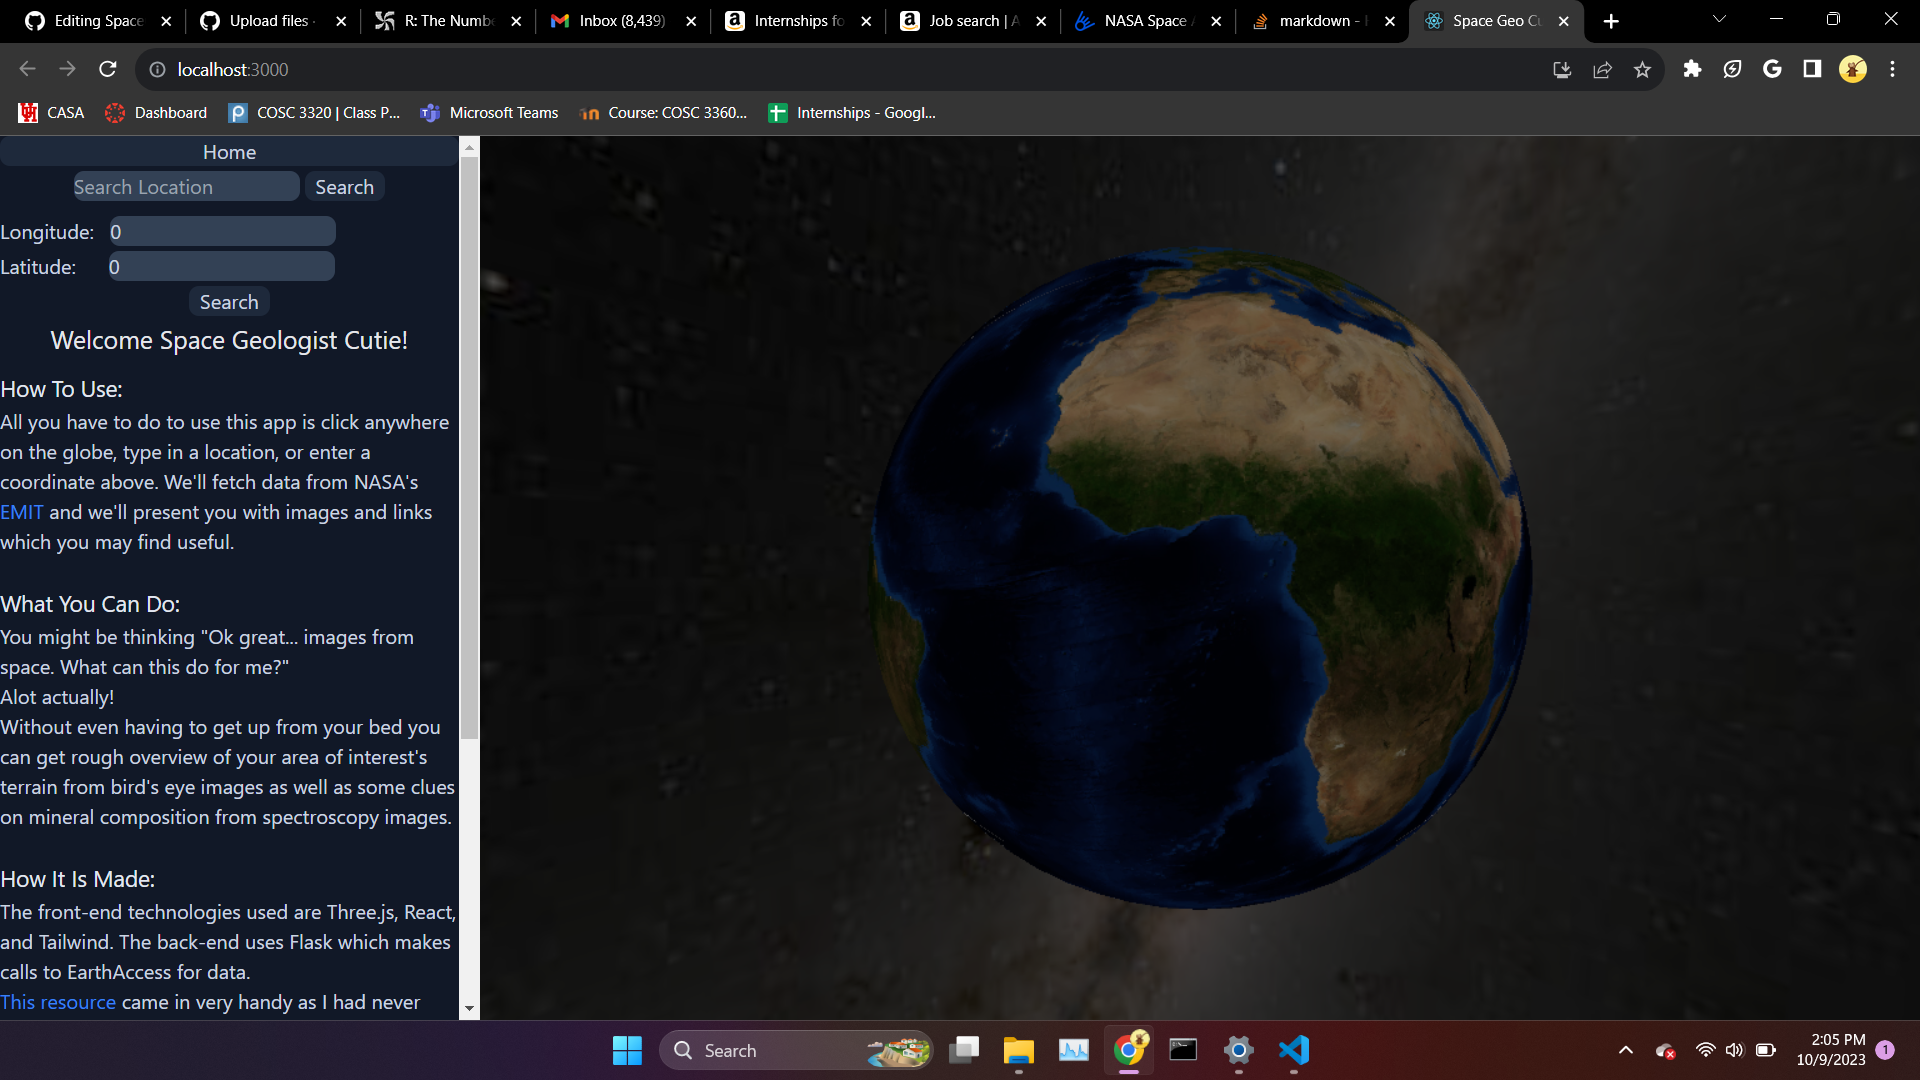 Editing Space
Upload files -
R: The Numbe
Inbox (8,439)
Internships fo
Job search | A
NASA Space A
markdown - 
Space Geo Cu
localhost:3000
CASA
Dashboard
COSC 3320 | Class P...
Microsoft Teams
Course: COSC 3360...
Internships - Googl...
Home
Search Location
Search
Longitude: 0
Latitude: 0
Search
Welcome Space Geologist Cutie!
How To Use:
All you have to do to use this app is click anywhere
on the globe, type in a location, or enter a
coordinate above. We'll fetch data from NASA's
EMIT and we'll present you with images and links
which you may find useful.
What You Can Do:
You might be thinking "Ok great... images from
space. What can this do for me?"
Alot actually!
Without even having to get up from your bed you
can get rough overview of your area of interest's
terrain from bird's eye images as well as some clues
on mineral composition from spectroscopy images.
How It Is Made:
The front-end technologies used are Three.js, React,
and Tailwind. The back-end uses Flask which makes
calls to EarthAccess for data.
This resource came in very handy as I had never
Search
2:05 PM
10/9/2023
1